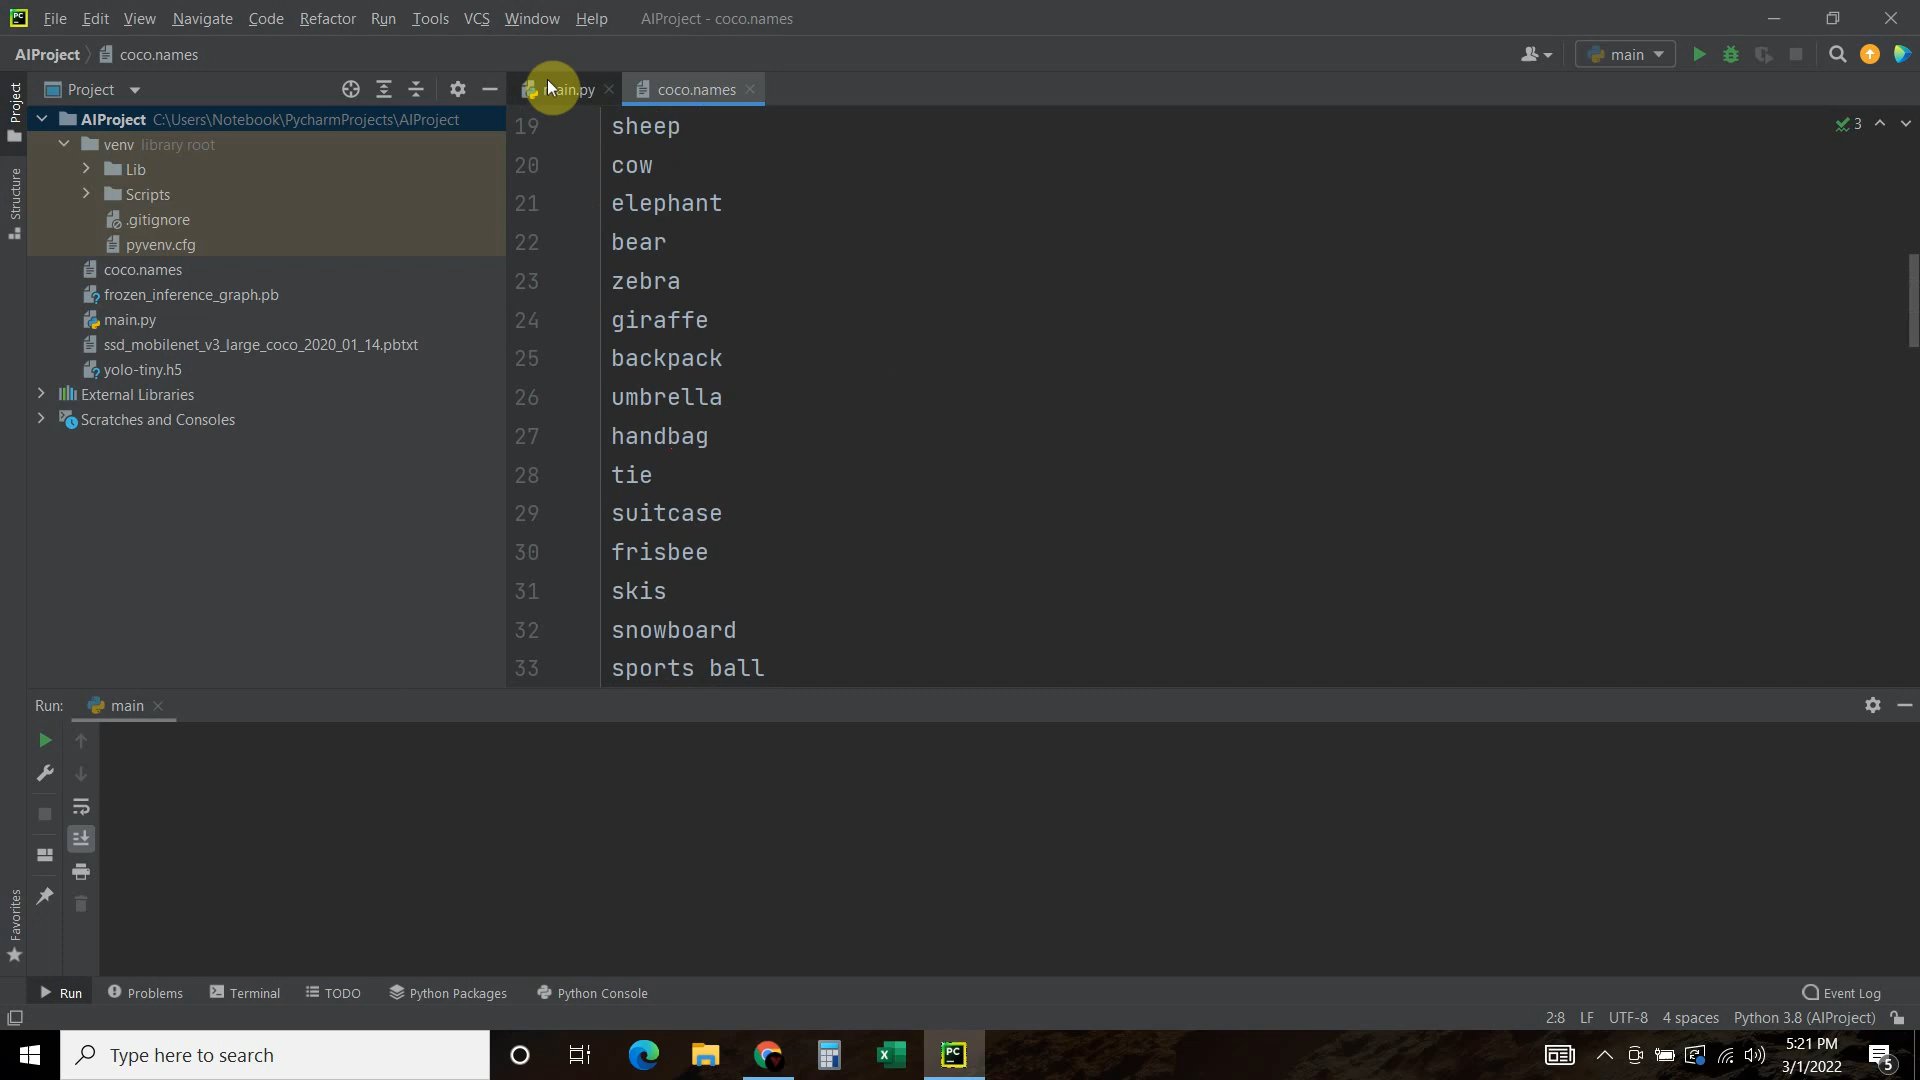 File Edit View Navigate Code Refactor Run Tools VCS Window Help AIProject - coco.names
AIProject coco.names main
Project main.py coco.names
Project
Structure
Favorites
AIProject C:\Users\Notebook\PycharmProjects\AIProject
venv library root
Lib
Scripts
.gitignore
pyvenv.cfg
coco.names
frozen_inference_graph.pb
main.py
ssd_mobilenet_v3_large_coco_2020_01_14.pbtxt
yolo-tiny.h5
External Libraries
Scratches and Consoles
19 sheep
20 cow
21 elephant
22 bear
23 zebra
24 giraffe
25 backpack
26 umbrella
27 handbag
28 tie
29 suitcase
30 frisbee
31 skis
32 snowboard
33 sports ball
3
Run: main
Run Problems Terminal TODO Python Packages Python Console Event Log
2:8 LF UTF-8 4 spaces Python 3.8 (AIProject)
Type here to search
5:21 PM
3/1/2022
5